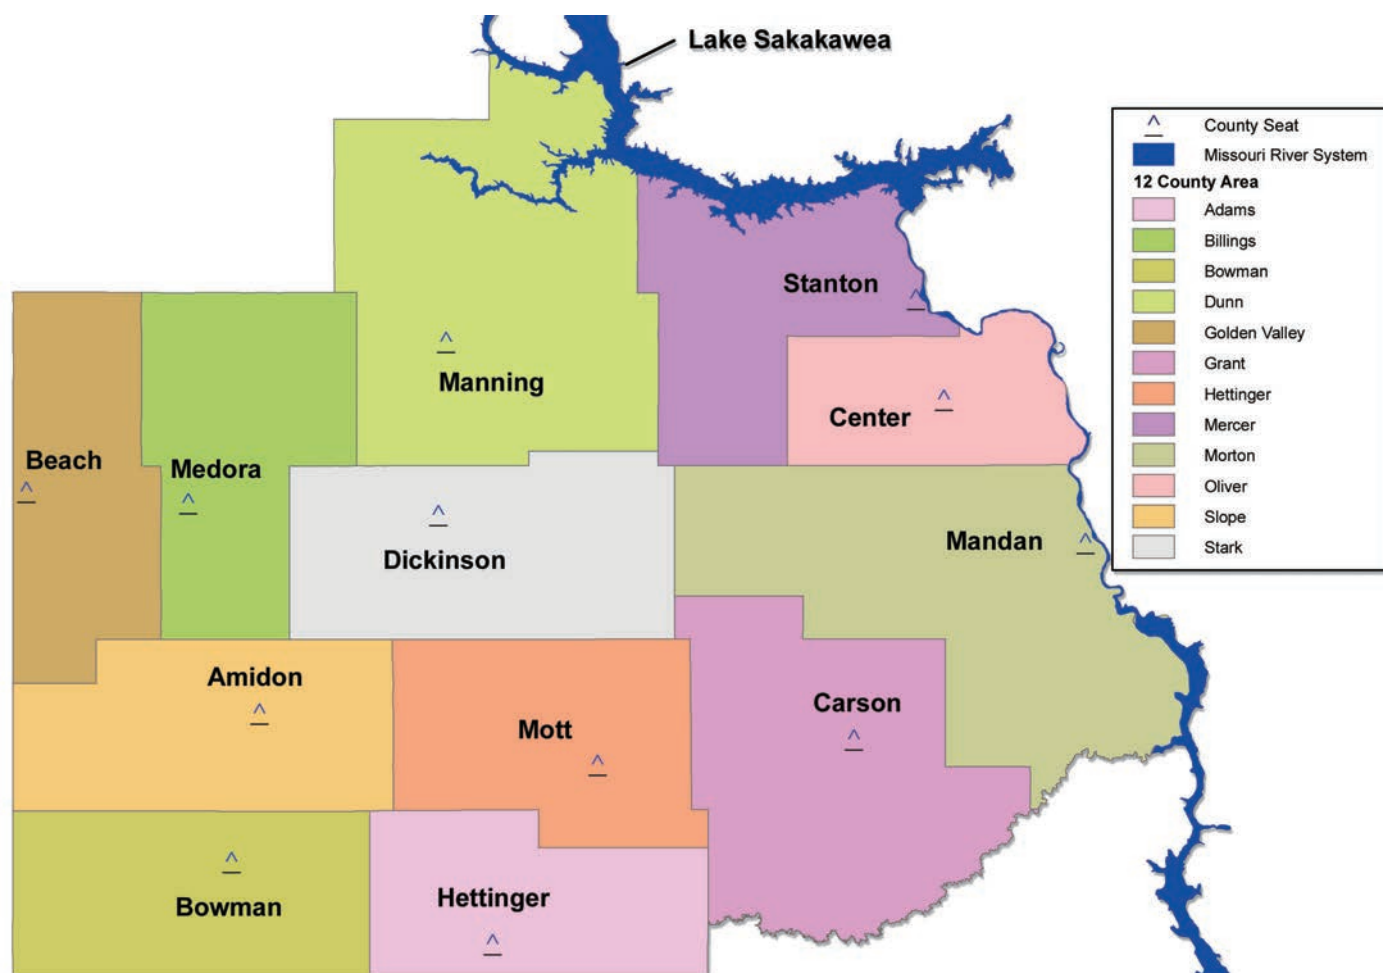 Lake Sakakawea
County Seat
Missouri River System
12 County Area
Adams
Billings
Bowman
Dunn
Golden Valley
Grant
Hettinger
Mercer
Morton
Oliver
Slope
Stark
Stanton
Manning
Center
Beach
Medora
Dickinson
Mandan
Amidon
Mott
Carson
Bowman
Hettinger